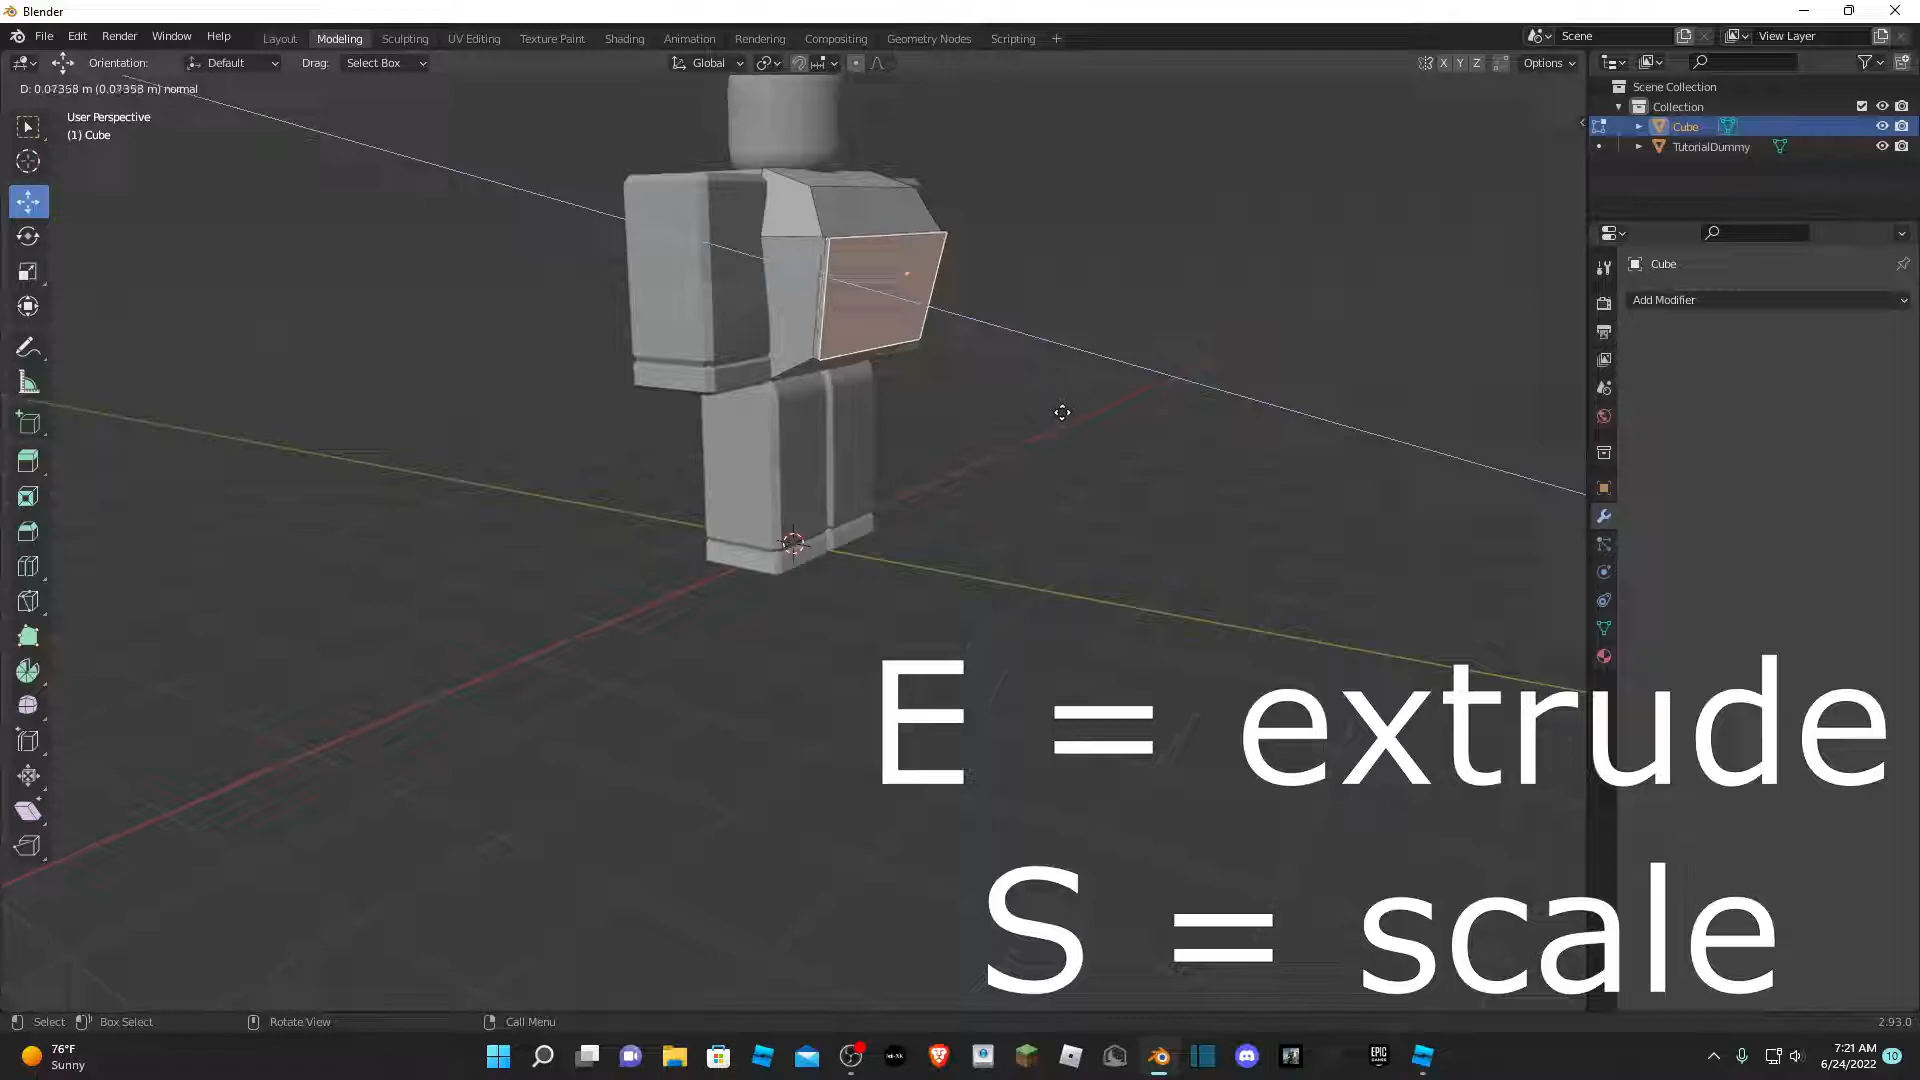 Blender
File Edit Render Window Help Layout Modeling Sculpting UV Editing Texture Paint Shading Animation Rendering Compositing Geometry Nodes Scripting + Scene View Layer
Orientation: Default Drag: Select Box Global X Y Z Options
D: 0.07358 m (0.07358 m) normal
User Perspective
(1) Cube
Scene Collection
Collection
Cube
TutorialDummy
Cube
Add Modifier
E = extrude
S = scale
Select Box Select Rotate View Call Menu 2.93.0
76°F
Sunny
EPIC
GAMES
7:21 AM
6/24/2022
10